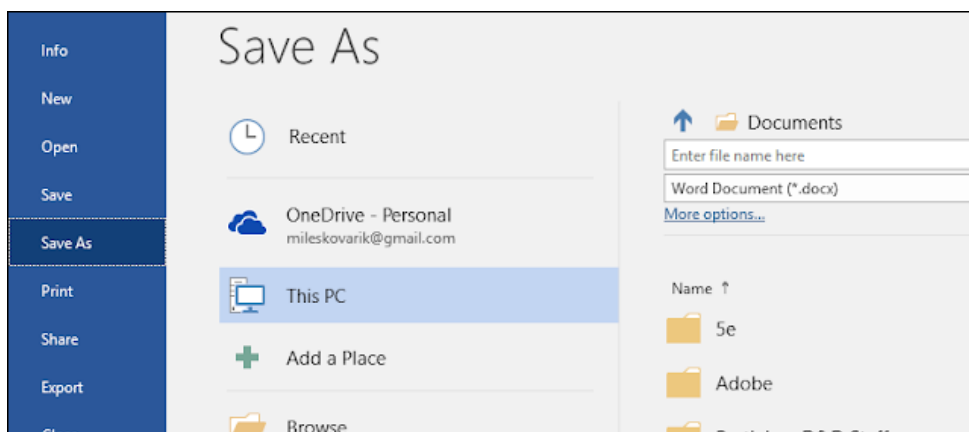 Info
New
Open
Save
Save As
Print
Share
Export
Save As
Recent
OneDrive - Personal
mileskovarik@gmail.com
This PC
Add a Place
Browse
Documents
Enter file name here
Word Document (*.docx)
More options...
Name ↑
5e
Adobe